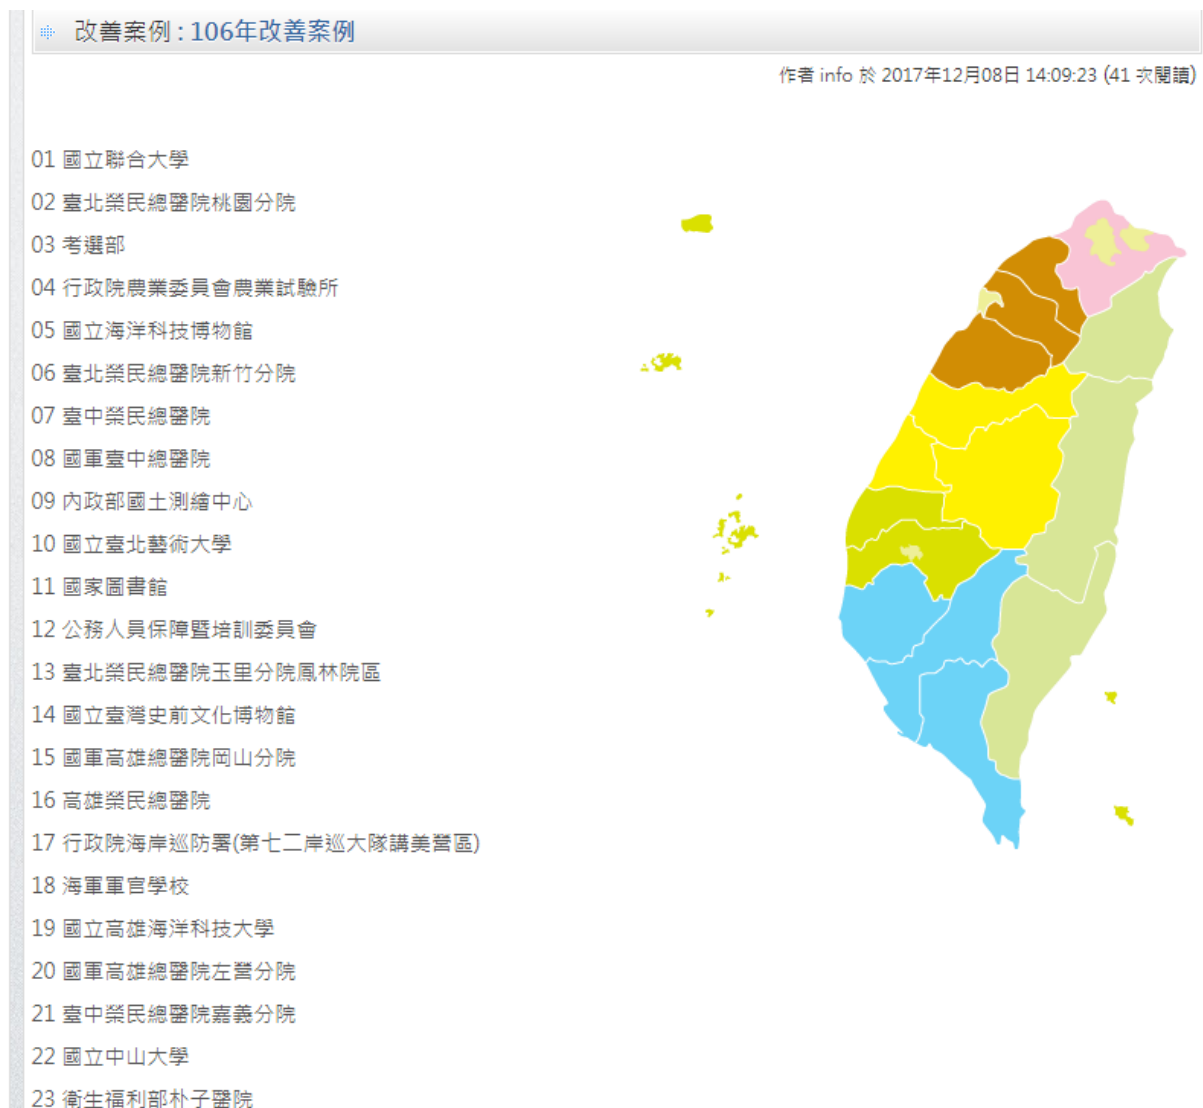 改善案例 : 106年改善案例
作者 info 於 2017年12月08日 14:09:23 (41 次閱讀)
01 國立聯合大學
02 臺北榮民總醫院桃園分院
03 考選部
04 行政院農業委員會農業試驗所
05 國立海洋科技博物館
06 臺北榮民總醫院新竹分院
07 臺中榮民總醫院
08 國軍臺中總醫院
09 內政部國土測繪中心
10 國立臺北藝術大學
11 國家圖書館
12 公務人員保障暨培訓委員會
13 臺北榮民總醫院玉里分院鳳林院區
14 國立臺灣史前文化博物館
15 國軍高雄總醫院岡山分院
16 高雄榮民總醫院
17 行政院海岸巡防署(第七二岸巡大隊講美營區)
18 海軍軍官學校
19 國立高雄海洋科技大學
20 國軍高雄總醫院左營分院
21 臺中榮民總醫院嘉義分院
22 國立中山大學
23 衛生福利部朴子醫院